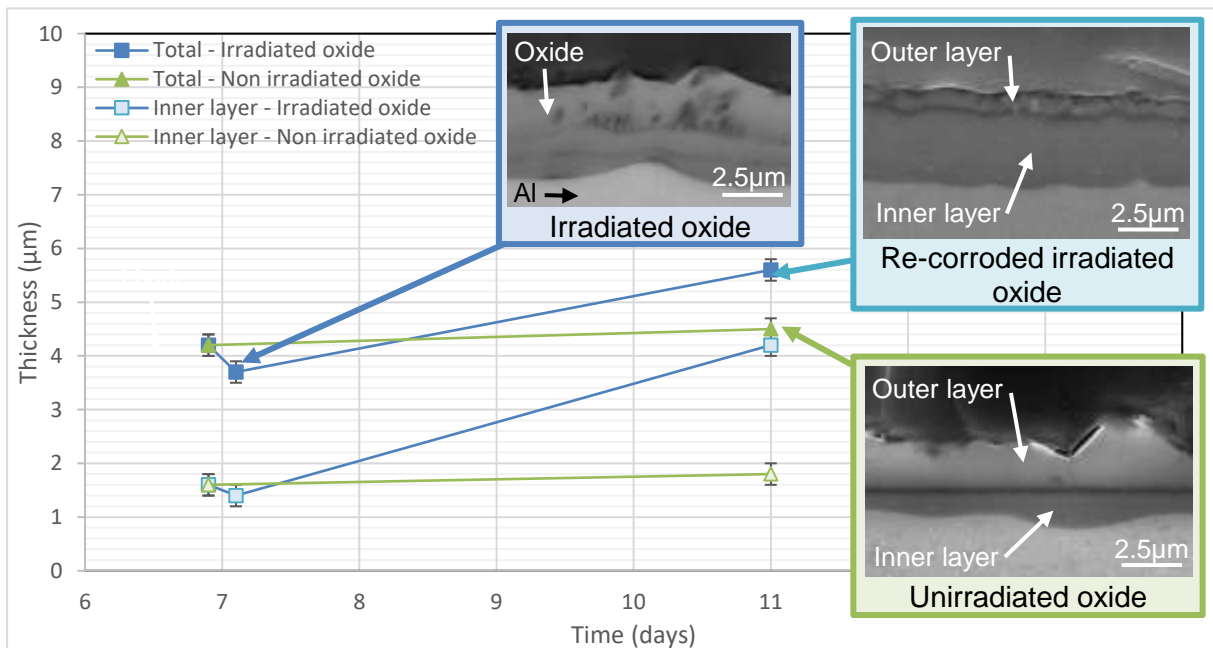 10
9
8
7
6
5
4
3
2
1
0
Thickness (µm)
6
7
8
9
10
11
Time (days)
Total - Irradiated oxide
Total - Non irradiated oxide
Inner layer - Irradiated oxide
Inner layer - Non irradiated oxide
Oxide
Al
2.5µm
Irradiated oxide
Outer layer
Inner layer
2.5µm
Re-corroded irradiated
oxide
Outer layer
Inner layer
2.5µm
Unirradiated oxide